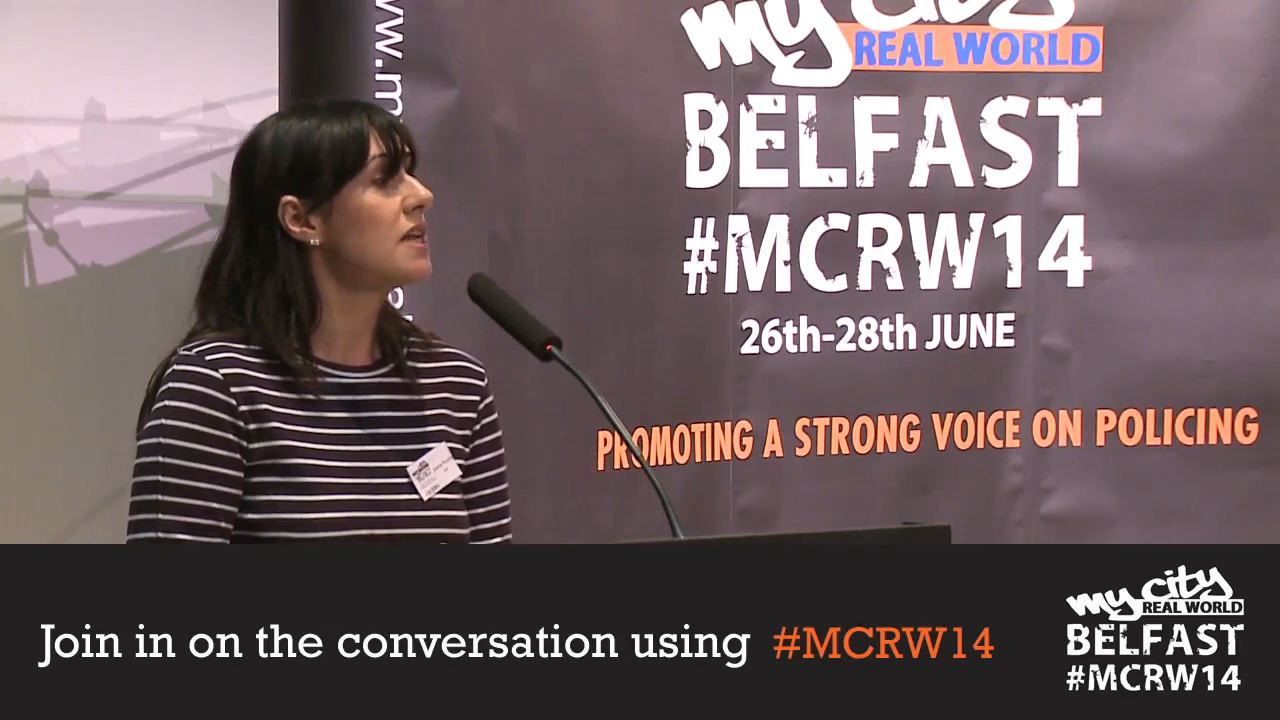 my city
REAL WORLD
BELFAST
#MCRW14
26th-28th JUNE
PROMOTING A STRONG VOICE ON POLICING
Join in on the conversation using #MCRW14
my city
REAL WORLD
BELFAST
#MCRW14